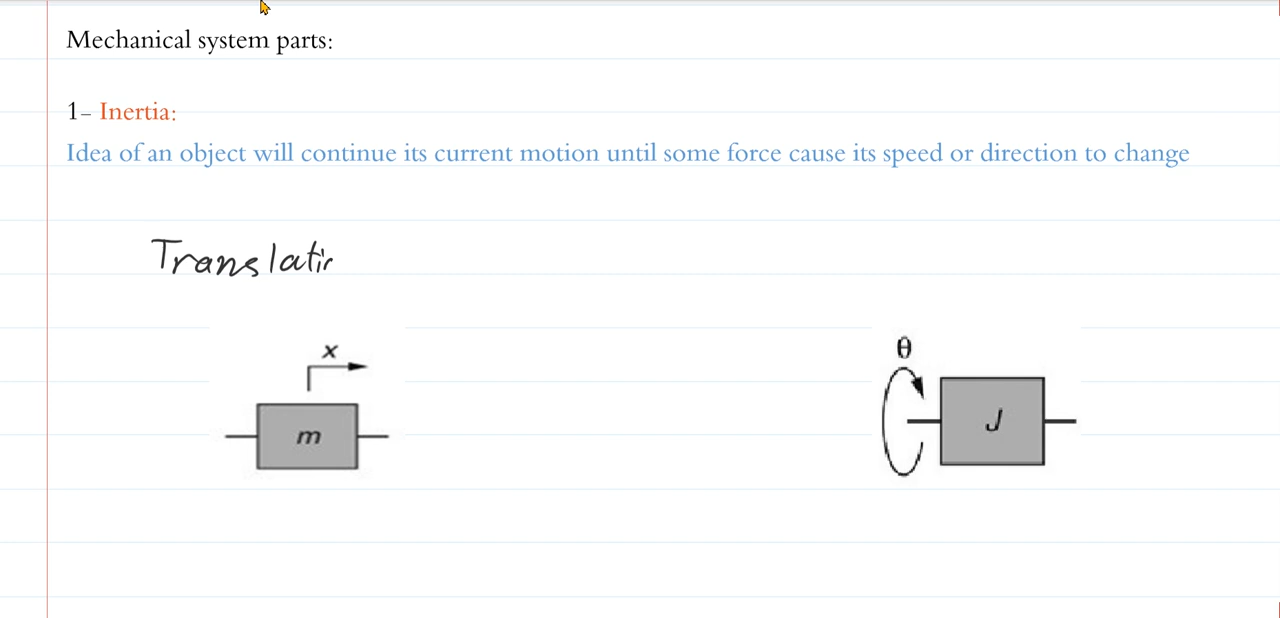 Mechanical system parts:
1- Inertia:
Idea of an object will continue its current motion until some force cause its speed or direction to change
x
θ
m
J